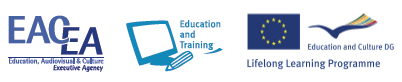 EACEA
Education, Audiovisual & Culture
Executive Agency
Education
and
Training
Education and Culture DG
Lifelong Learning Programme